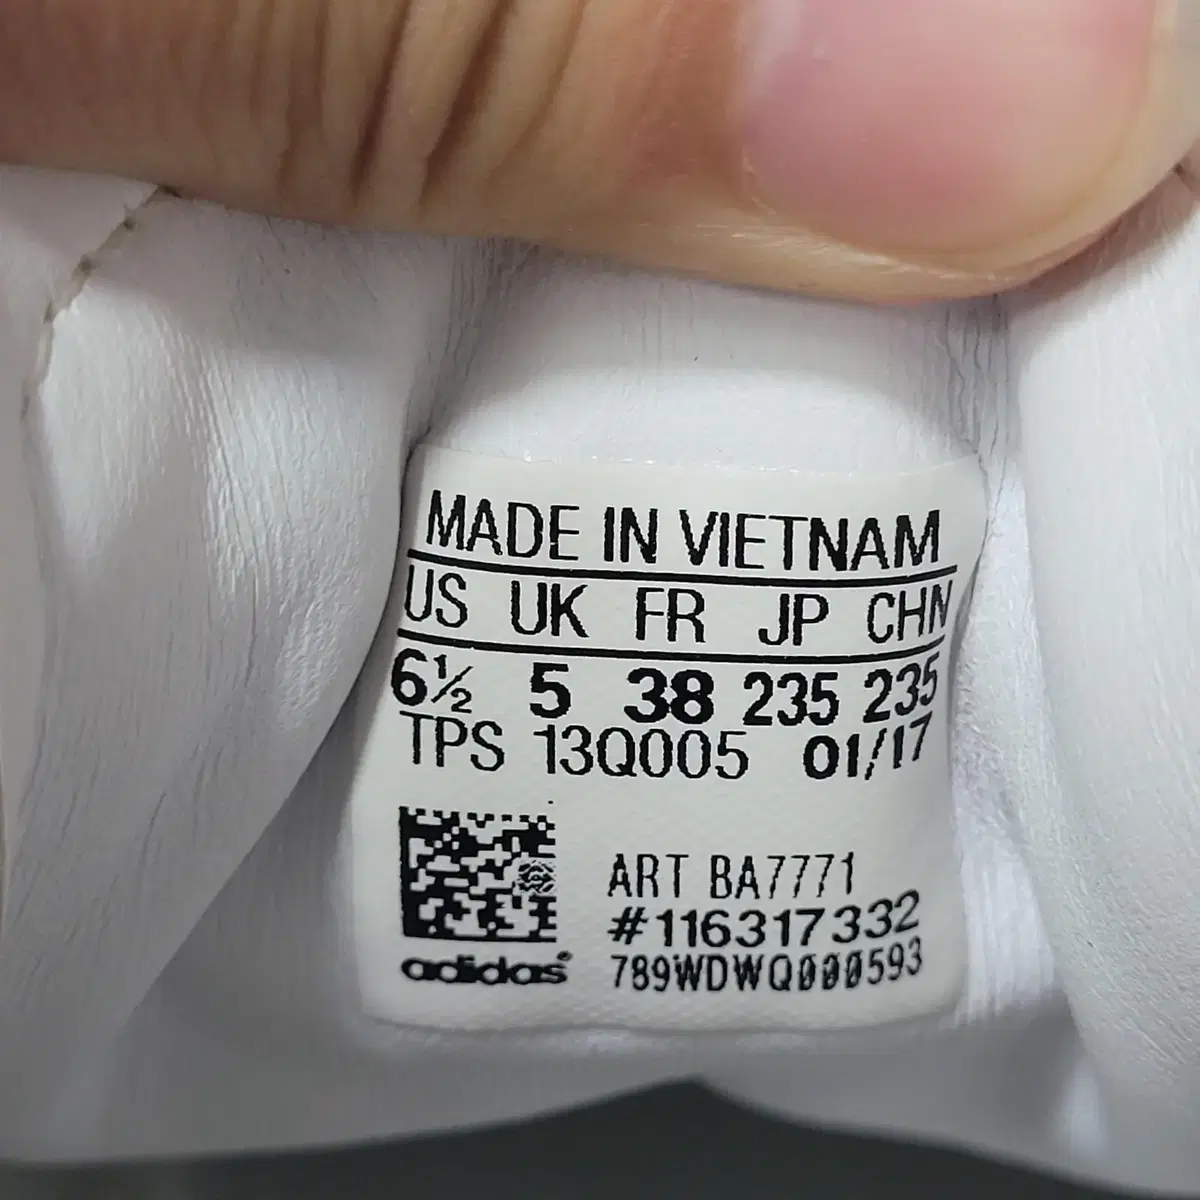 MADE IN VIETNAM
US UK FR JP CHN
6½ 5 38 235 235
TPS 13Q005 01/17
ART BA7771
#116317332
adidas
789WDWQ000593